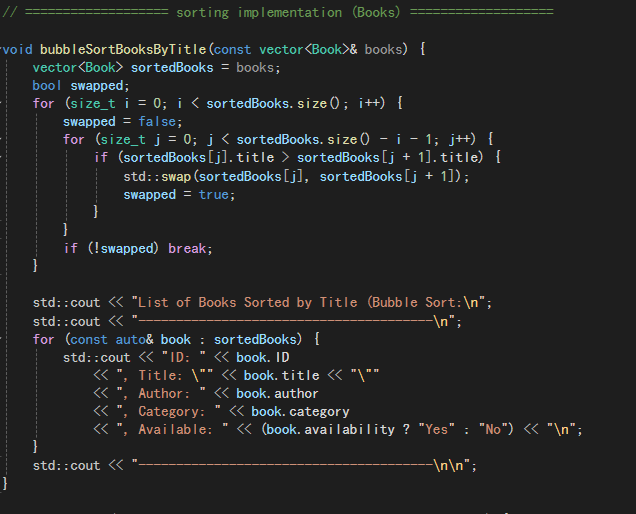 // =================== sorting implementation (Books) ===================
void bubbleSortBooksByTitle(const vector<Book>& books) {
vector<Book> sortedBooks = books;
bool swapped;
for (size_t i = 0; i < sortedBooks.size(); i++) {
swapped = false;
for (size_t j = 0; j < sortedBooks.size() - i - 1; j++) {
if (sortedBooks[j].title > sortedBooks[j + 1].title) {
std::swap(sortedBooks[j], sortedBooks[j + 1]);
swapped = true;
}
}
if (!swapped) break;
}
std::cout << "List of Books Sorted by Title (Bubble Sort:\n";
std::cout << "---------------------------------------\n";
for (const auto& book : sortedBooks) {
std::cout << "ID: " << book.ID
<< ", Title: \"" << book.title << "\""
<< ", Author: " << book.author
<< ", Category: " << book.category
<< ", Available: " << (book.availability ? "Yes" : "No") << "\n";
}
std::cout << "---------------------------------------\n\n";
}